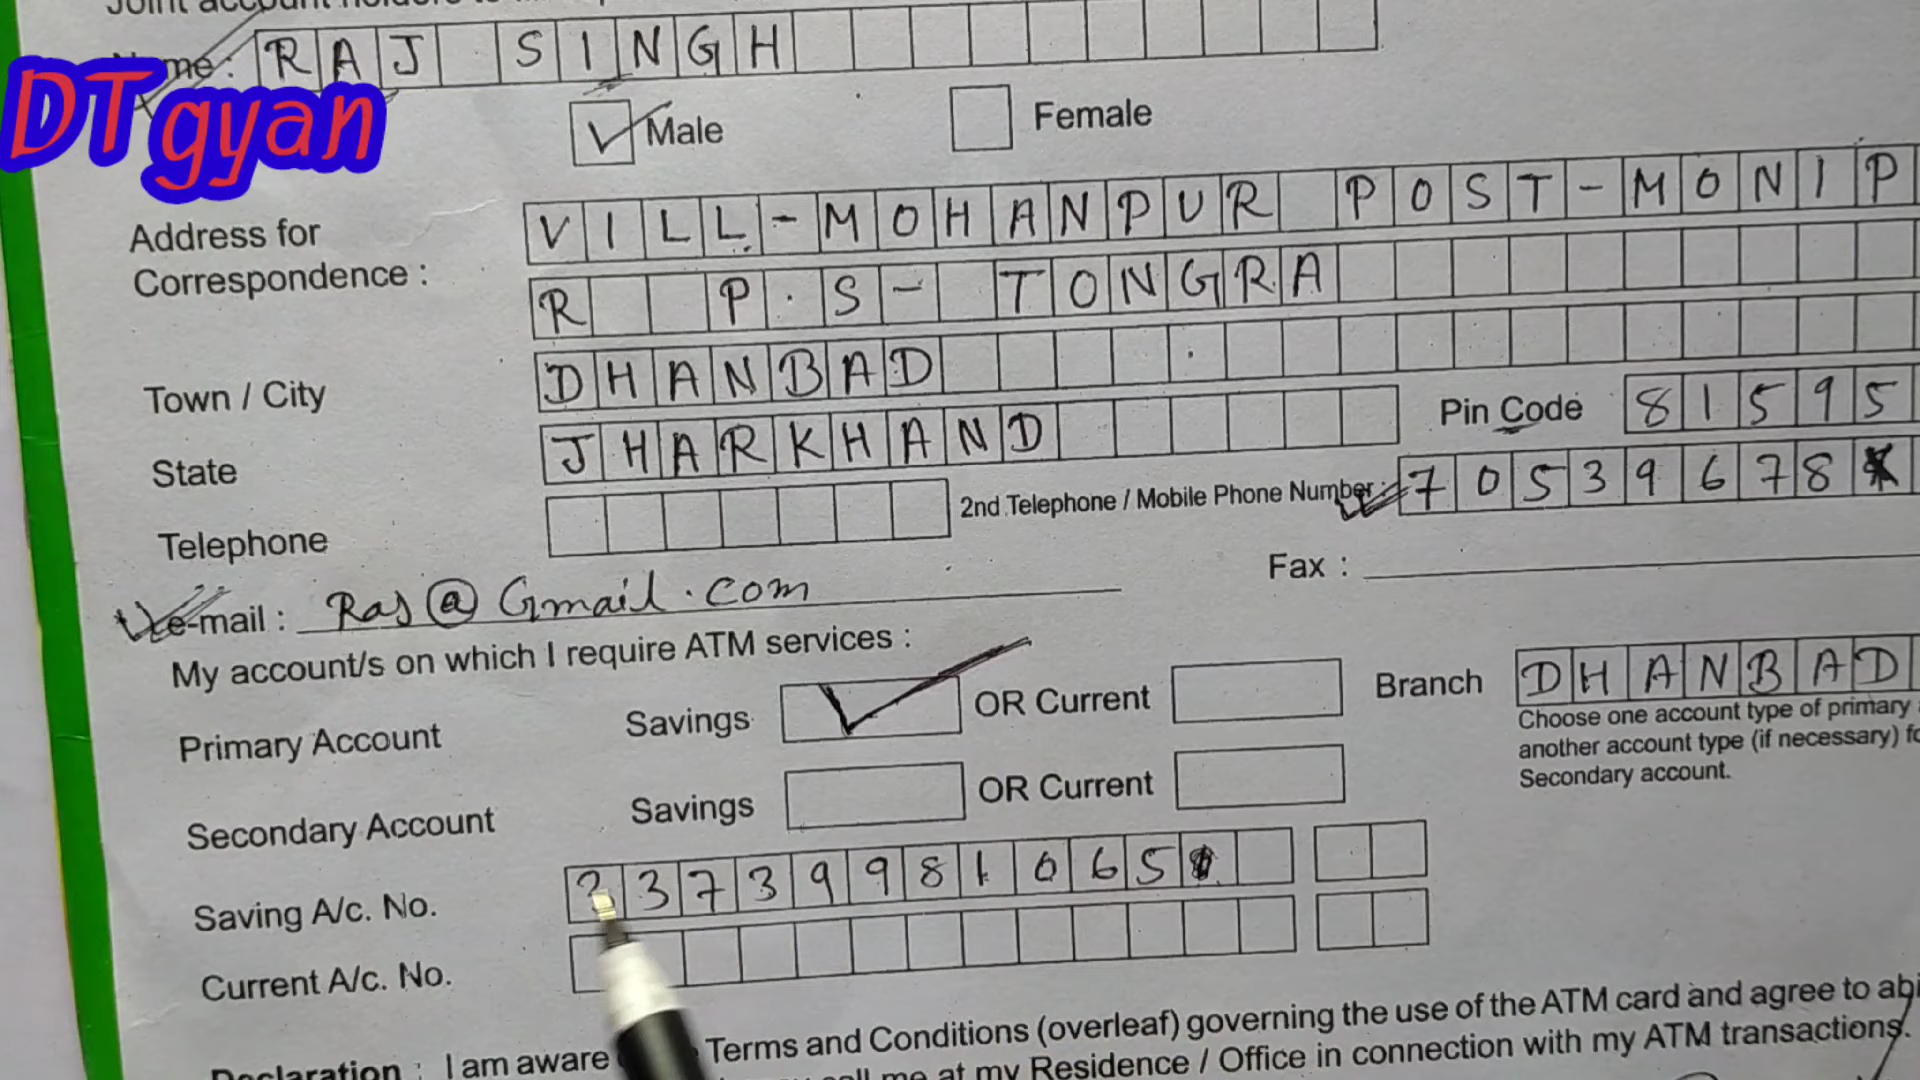 Name : RAJ SINGH
DTgyan
Male
Female
Address for
Correspondence :
VILL-MOHANPUR POST-MONIP
R P.S- TONGRA
Town / City
DHANBAD
State
JHARKHAND
Pin Code 81595
Telephone
2nd Telephone / Mobile Phone Number : 70539678
e-mail : Raj@Gmail.com
Fax :
My account/s on which I require ATM services :
Primary Account Savings OR Current Branch DHANBAD
Choose one account type of primary
another account type (if necessary)
Secondary account.
Secondary Account Savings OR Current
Saving A/c. No. 33739981065
Current A/c. No.
Declaration : I am aware Terms and Conditions (overleaf) governing the use of the ATM card and agree to
call me at my Residence / Office in connection with my ATM transactions.